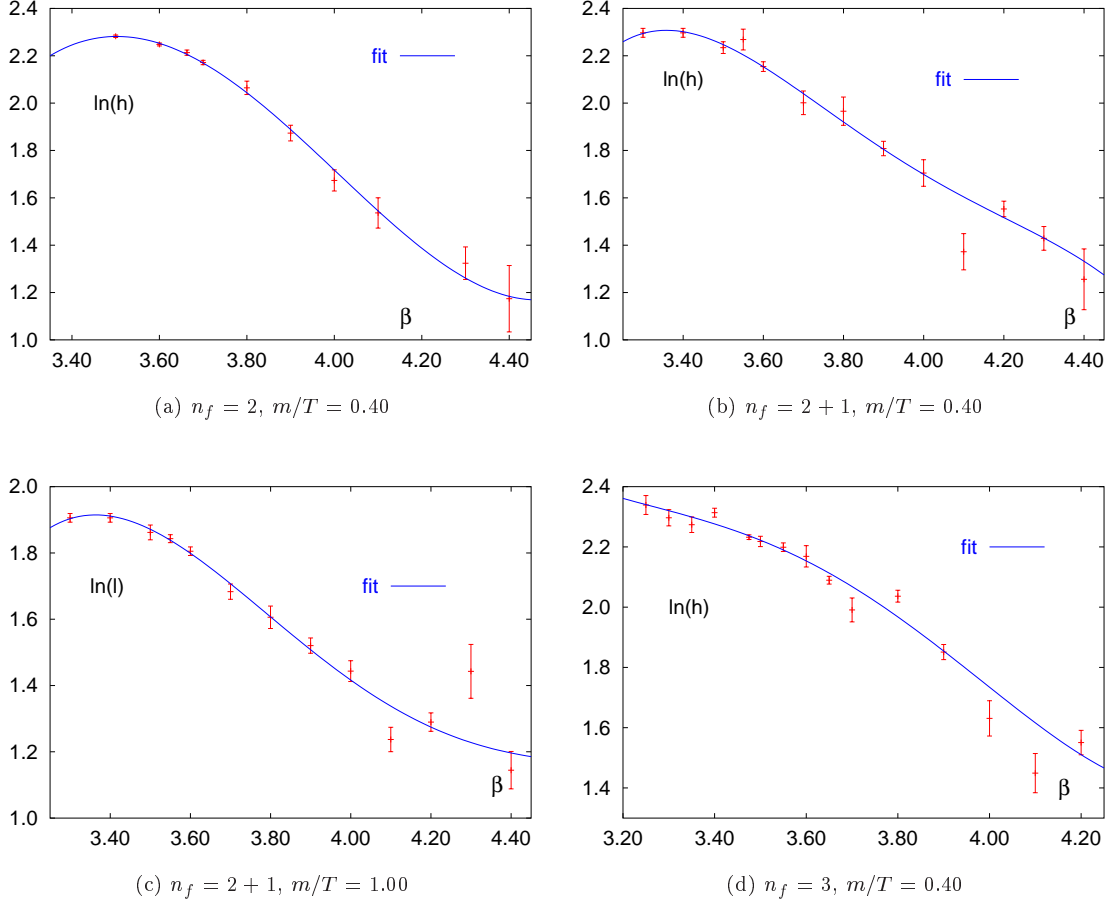 2.4
2.2
2.0
1.8
1.6
1.4
1.2
1.0
3.40 3.60 3.80 4.00 4.20 4.40
ln(h)
fit
β
(a) n_f = 2, m/T = 0.40
2.4
2.2
2.0
1.8
1.6
1.4
1.2
1.0
3.40 3.60 3.80 4.00 4.20 4.40
ln(h)
fit
β
(b) n_f = 2 + 1, m/T = 0.40
2.0
1.8
1.6
1.4
1.2
1.0
3.40 3.60 3.80 4.00 4.20 4.40
ln(l)
fit
β
(c) n_f = 2 + 1, m/T = 1.00
2.4
2.2
2.0
1.8
1.6
1.4
3.20 3.40 3.60 3.80 4.00 4.20
ln(h)
fit
β
(d) n_f = 3, m/T = 0.40